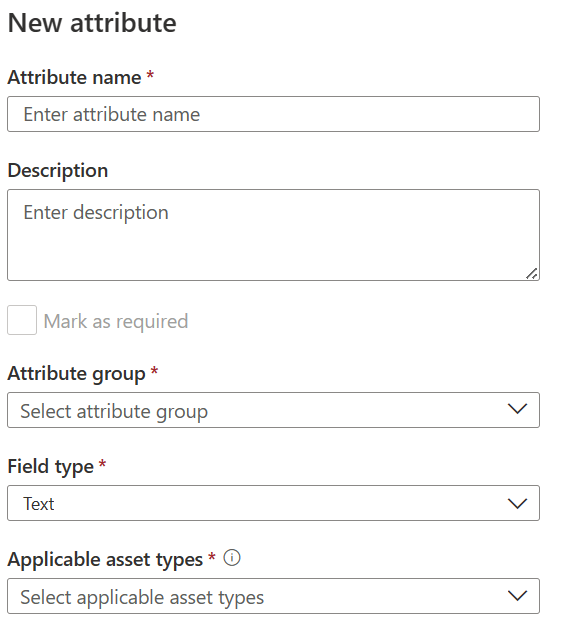 New attribute
Attribute name *
Enter attribute name
Description
Enter description
Mark as required
Attribute group *
Select attribute group
Field type *
Text
Applicable asset types *
Select applicable asset types